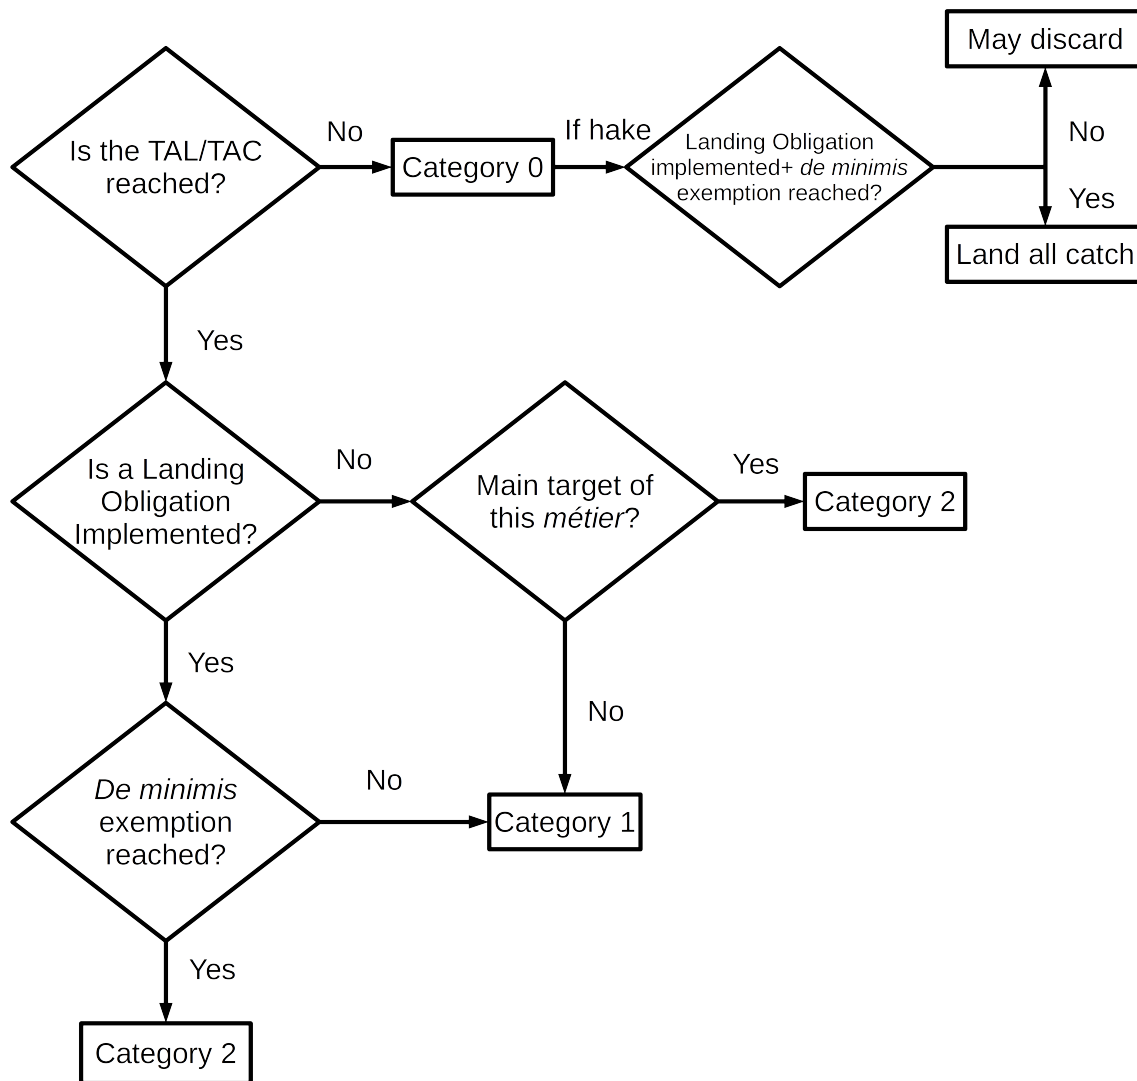 May discard
Is the TAL/TAC
reached?
No
Category 0
If hake
Landing Obligation
implemented+ de minimis
exemption reached?
No
Yes
Land all catch
Yes
Is a Landing
Obligation
Implemented?
No
Main target of
this métier?
Yes
Category 2
Yes
No
De minimis
exemption
reached?
No
Category 1
Yes
Category 2